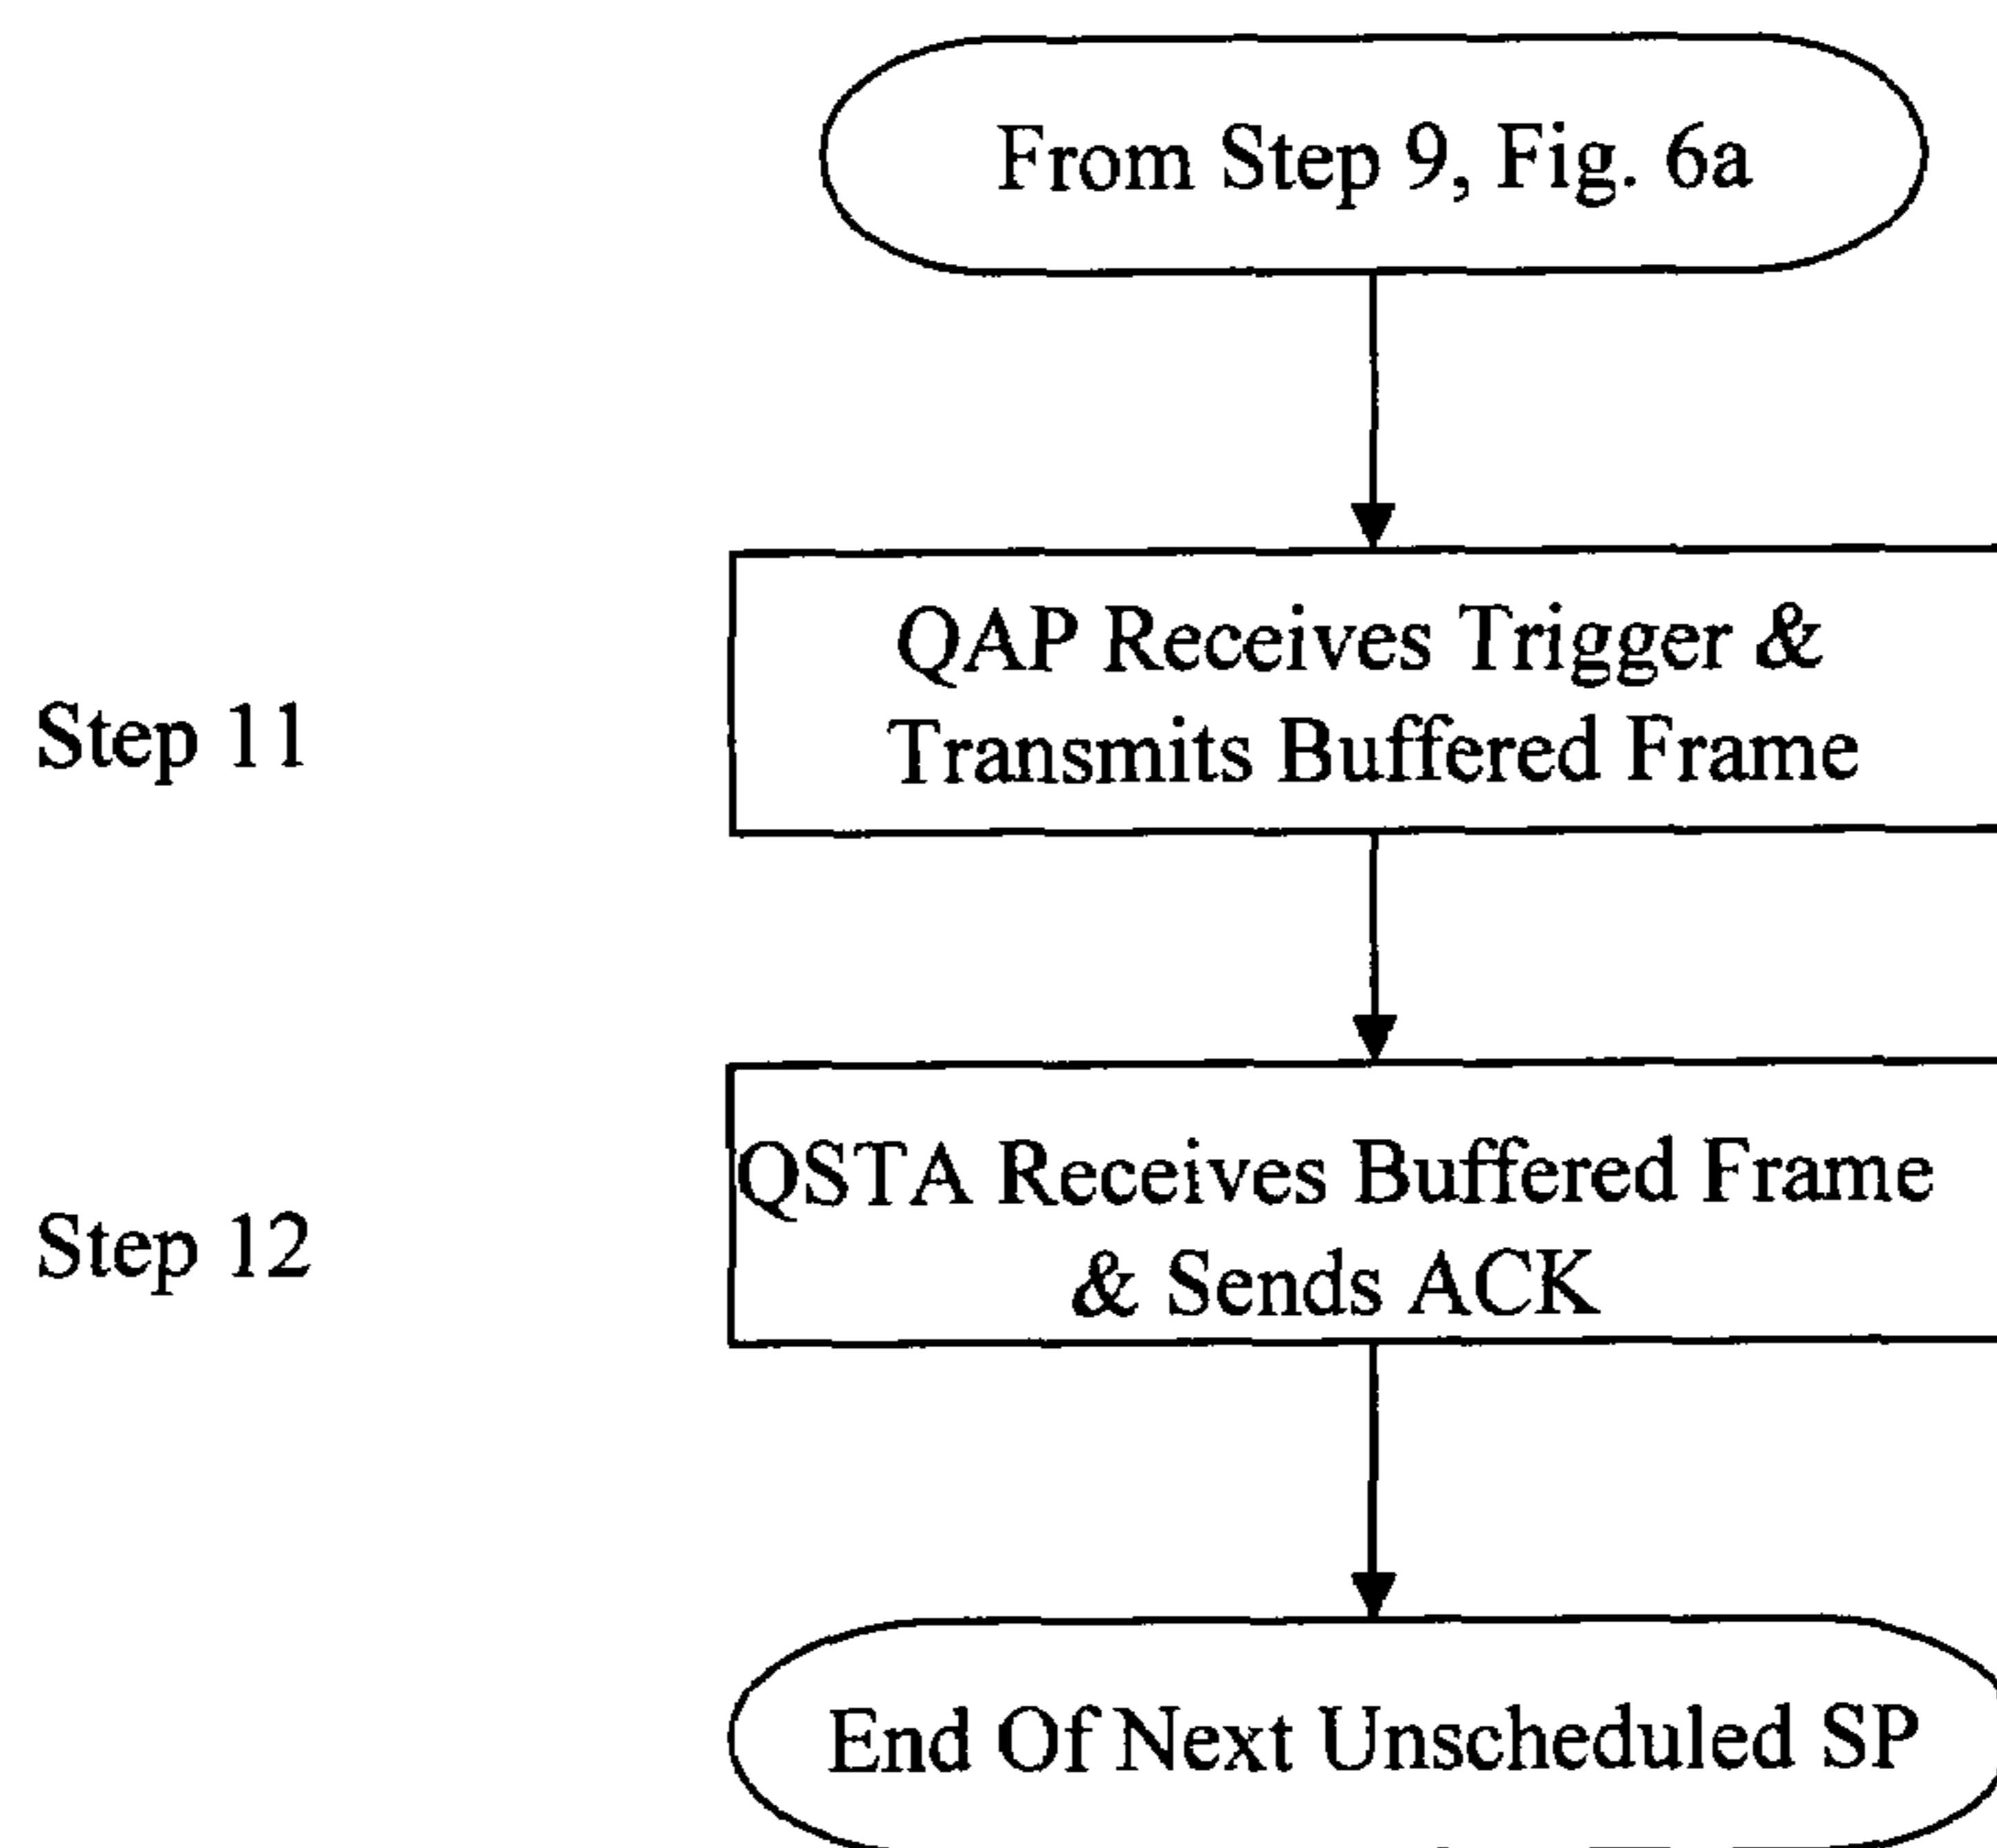 From Step 9, Fig. 6a
Step 11
QAP Receives Trigger &
Transmits Buffered Frame
Step 12
QSTA Receives Buffered Frame
& Sends ACK
End Of Next Unscheduled SP